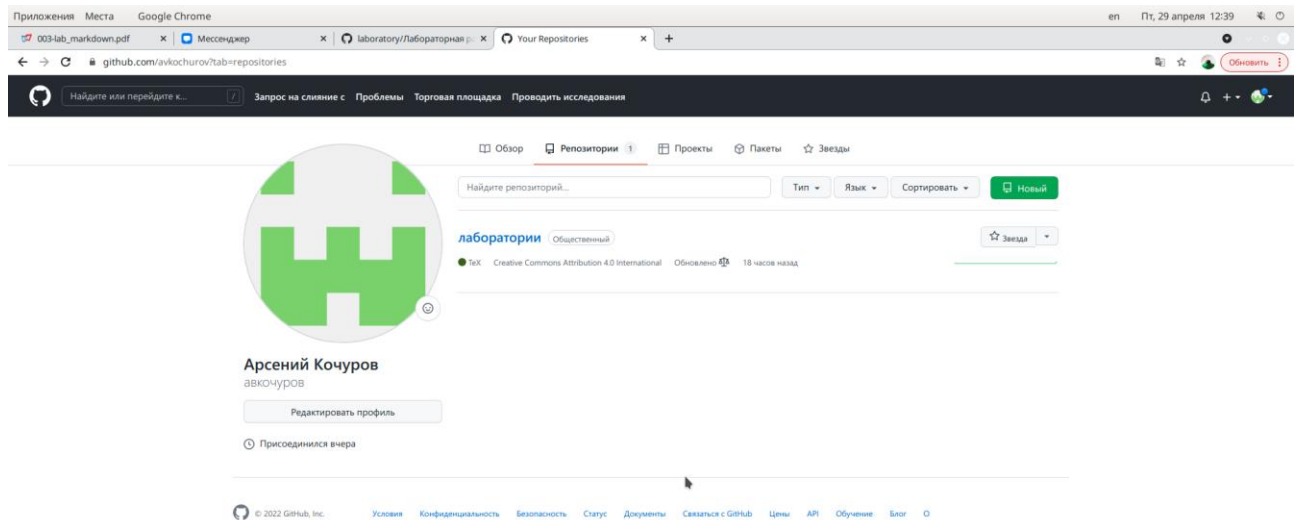 Приложения Места Google Chrome en Пт, 29 апреля 12:39
003-lab_markdown.pdf Мессенджер laboratory/Лабораторная р Your Repositories
github.com/avkochurov?tab=repositories Обновить
Найдите или перейдите к... / Запрос на слияние с Проблемы Торговая площадка Проводить исследования
Обзор Репозитории 1 Проекты Пакеты Звезды
Найдите репозиторий... Тип Язык Сортировать Новый
лаборатории Общественный Звезда
TeX Creative Commons Attribution 4.0 International Обновлено 18 часов назад
Арсений Кочуров
авкочуров
Редактировать профиль
Присоединился вчера
© 2022 GitHub, Inc. Условия Конфиденциальность Безопасность Статус Документы Связаться с GitHub Цены API Обучение Блог О